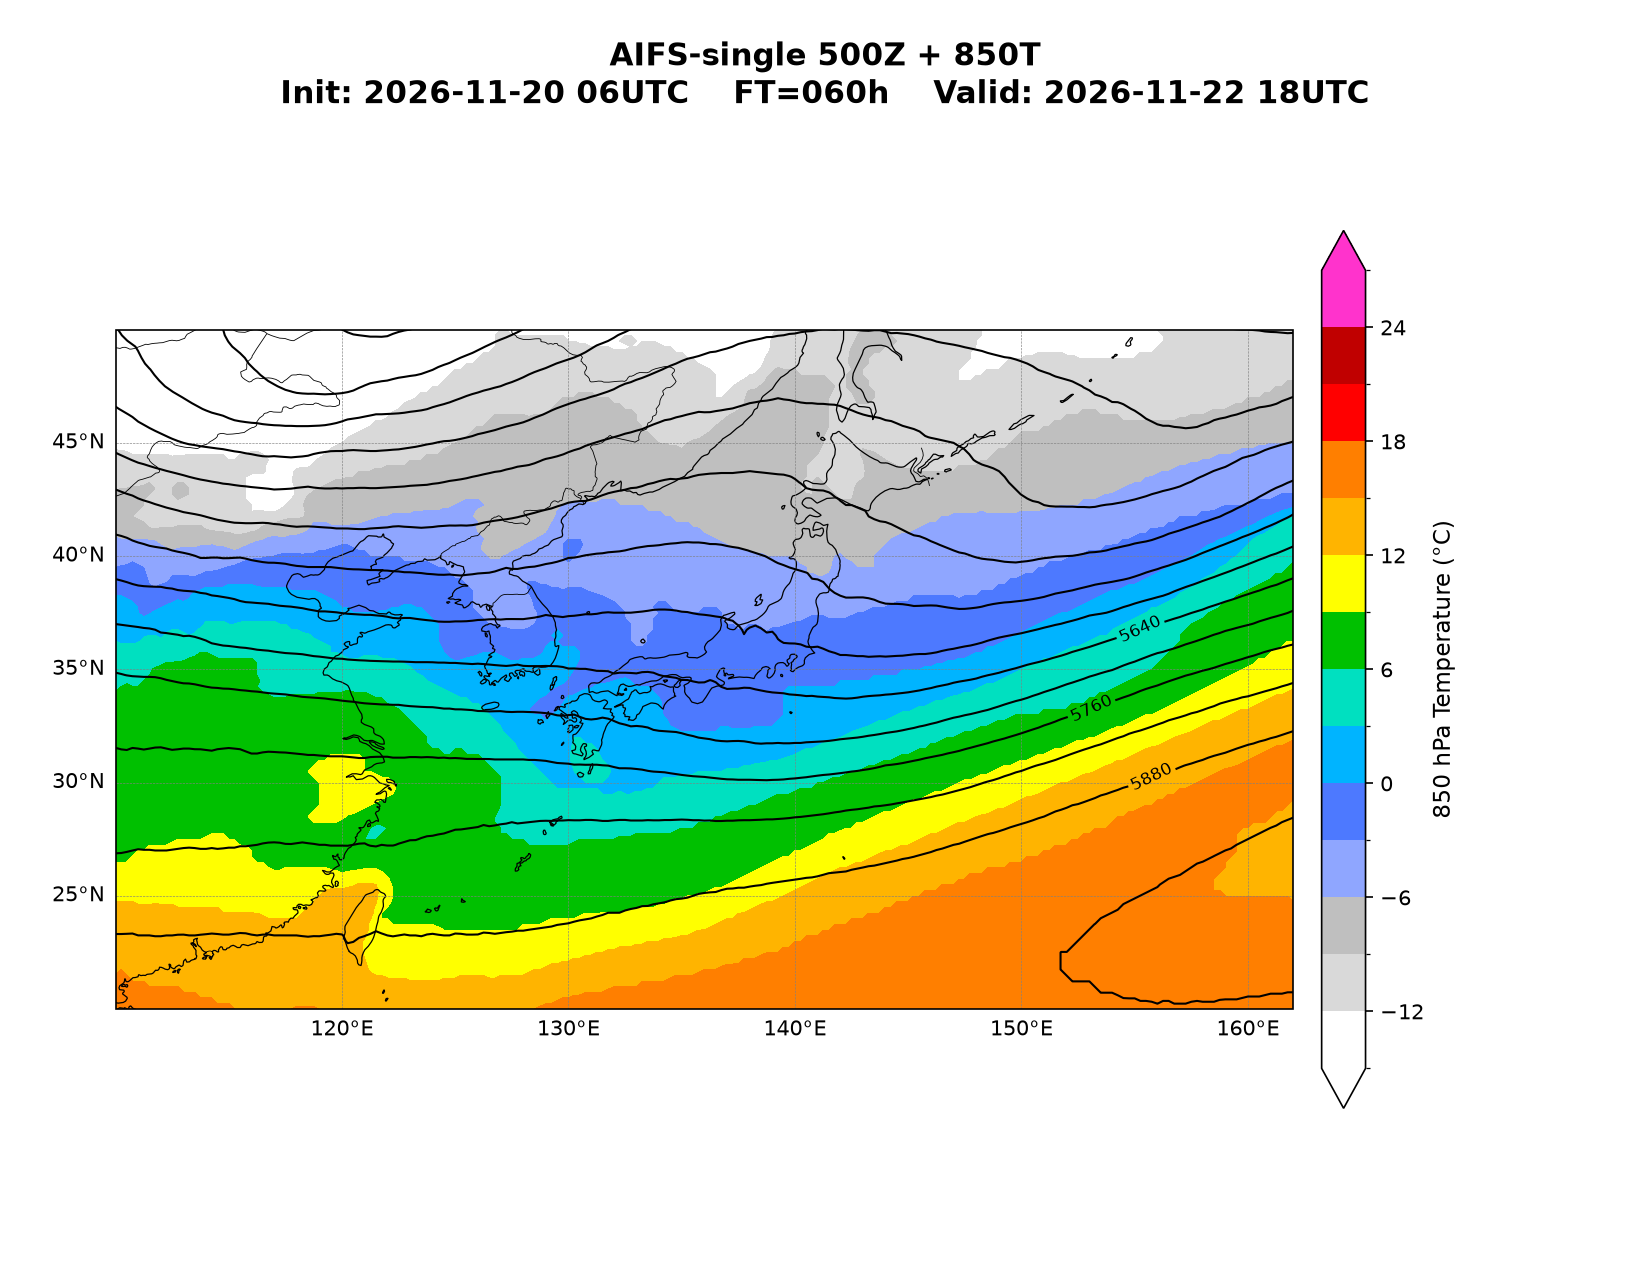 AIFS-single 500Z + 850T
Init: 2026-11-20 06UTC    FT=060h    Valid: 2026-11-22 18UTC
45°N
40°N
35°N
30°N
25°N
120°E
130°E
140°E
150°E
160°E
5640
5760
5880
24
18
12
6
0
−6
−12
850 hPa Temperature (°C)